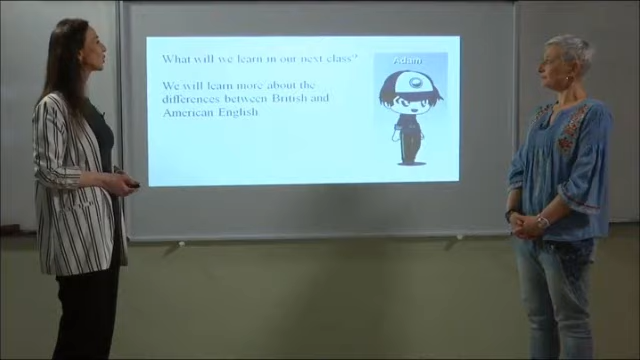 What will we learn in our next class?
Adam
We will learn more about the
differences between British and
American English